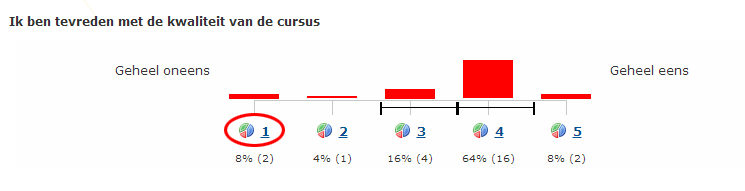 Ik ben tevreden met de kwaliteit van de cursus
Geheel oneens
Geheel eens
1 2 3 4 5
8% (2) 4% (1) 16% (4) 64% (16) 8% (2)